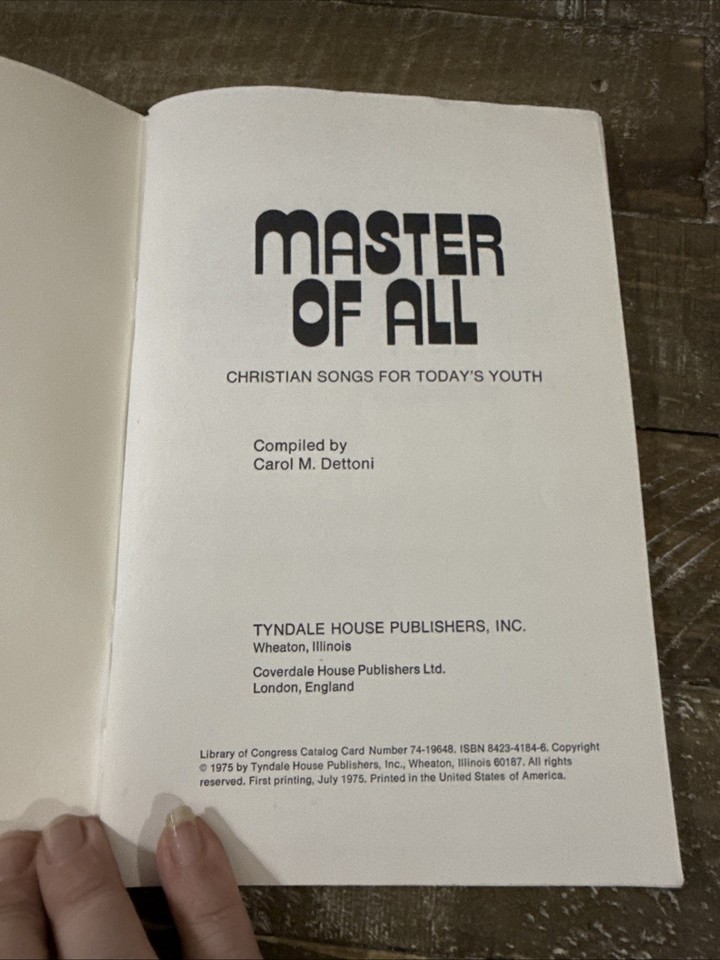 MASTER
OF ALL
CHRISTIAN SONGS FOR TODAY'S YOUTH
Compiled by
Carol M. Dettoni
TYNDALE HOUSE PUBLISHERS, INC.
Wheaton, Illinois
Coverdale House Publishers Ltd.
London, England
Library of Congress Catalog Card Number 74-19648. ISBN 8423-4184-6. Copyright
© 1975 by Tyndale House Publishers, Inc., Wheaton, Illinois 60187. All rights
reserved. First printing, July 1975. Printed in the United States of America.